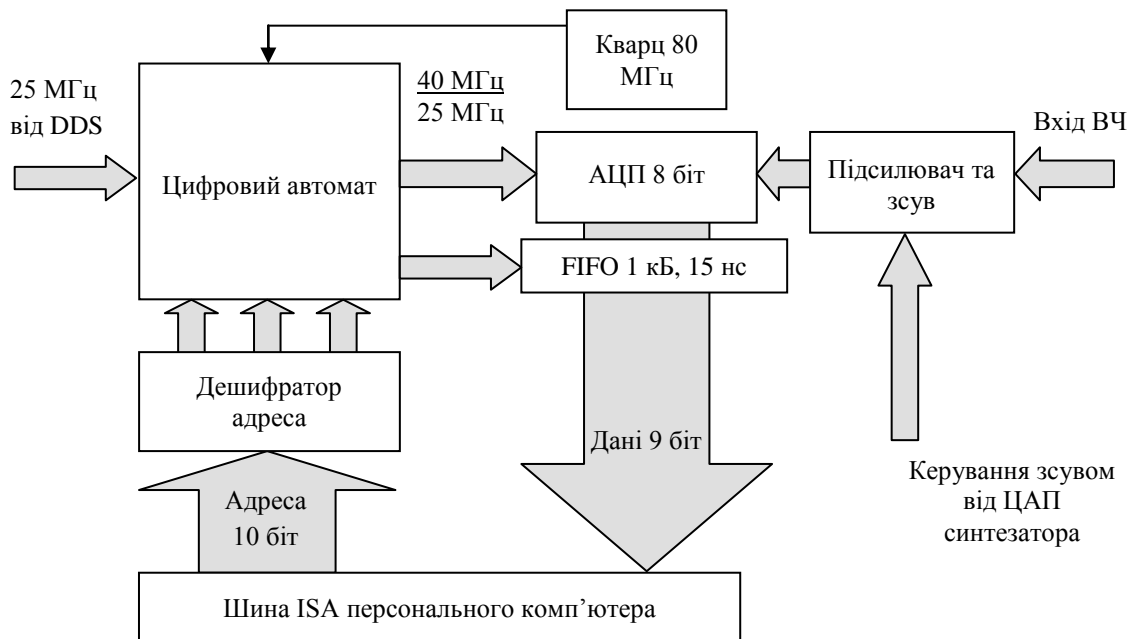 Кварц 80
МГц
25 МГц
від DDS
40 МГц
25 МГц
Вхід ВЧ
Цифровий автомат
АЦП 8 біт
Підсилювач та
зсув
FIFO 1 кБ, 15 нс
Дешифратор
адреса
Дані 9 біт
Керування зсувом
від ЦАП
синтезатора
Адреса
10 біт
Шина ISA персонального комп’ютера